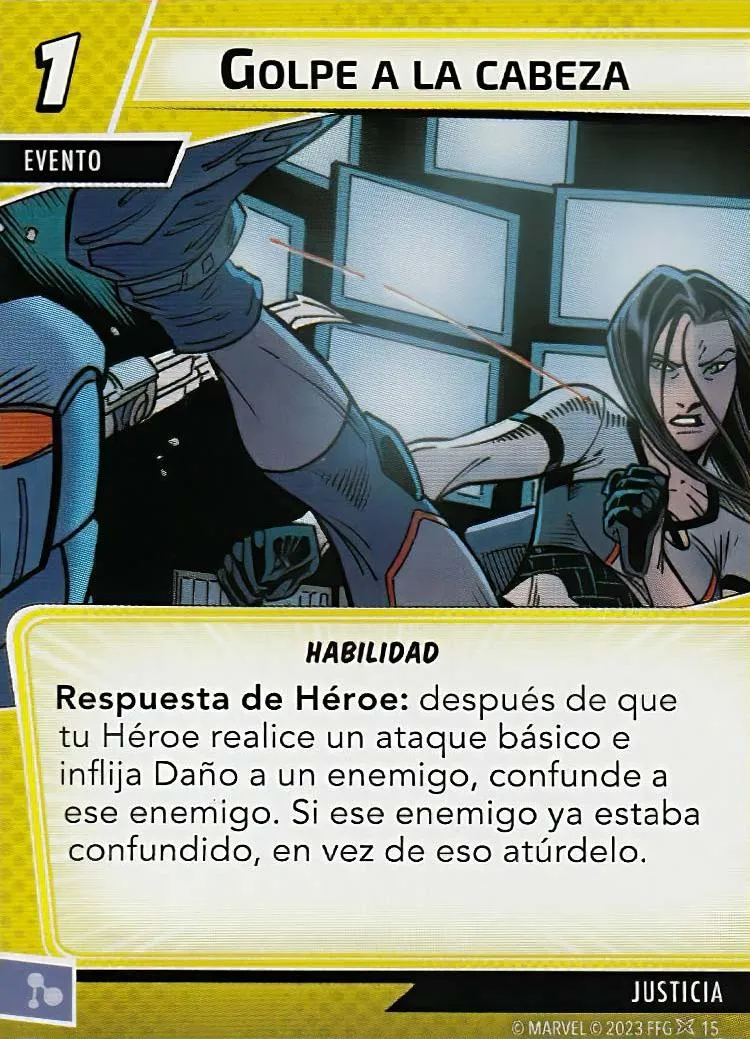 1
GOLPE A LA CABEZA
EVENTO
HABILIDAD
Respuesta de Héroe: después de que
tu Héroe realice un ataque básico e
inflija Daño a un enemigo, confunde a
ese enemigo. Si ese enemigo ya estaba
confundido, en vez de eso atúrdelo.
JUSTICIA
© MARVEL © 2023 FFG 15